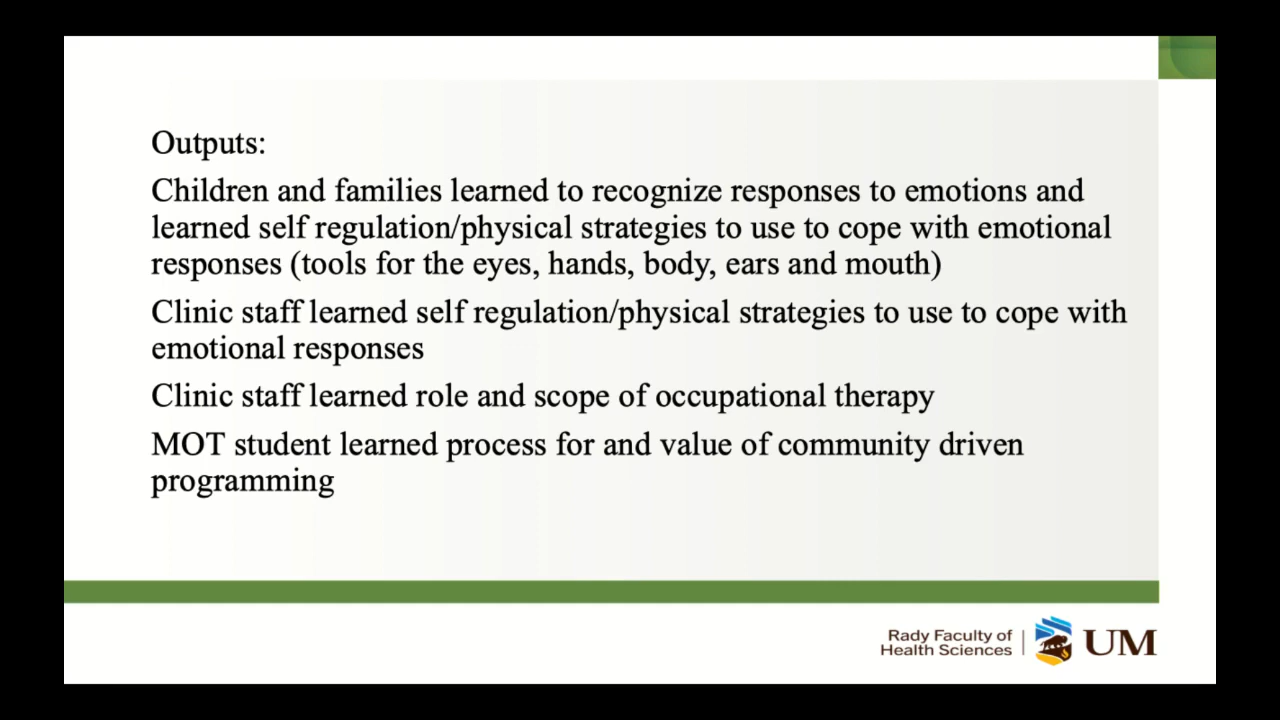 Outputs:
Children and families learned to recognize responses to emotions and
learned self regulation/physical strategies to use to cope with emotional
responses (tools for the eyes, hands, body, ears and mouth)
Clinic staff learned self regulation/physical strategies to use to cope with
emotional responses
Clinic staff learned role and scope of occupational therapy
MOT student learned process for and value of community driven
programming
Rady Faculty of
Health Sciences
UM